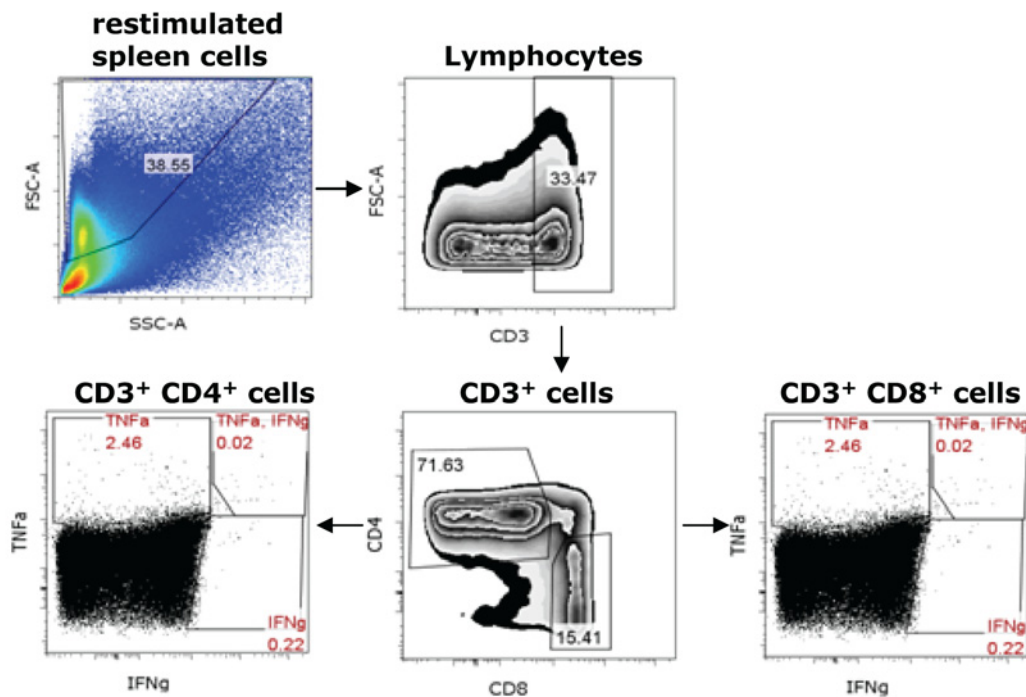 restimulated
spleen cells
Lymphocytes
FSC-A
38.55
SSC-A
FSC-A
33.47
CD3
CD3⁺ CD4⁺ cells
CD3⁺ cells
CD3⁺ CD8⁺ cells
TNFa
TNFa
2.46
TNFa, IFNg
0.02
IFNg
0.22
IFNg
CD4
71.63
15.41
CD8
TNFa
TNFa
2.46
TNFa, IFNg
0.02
IFNg
0.22
IFNg